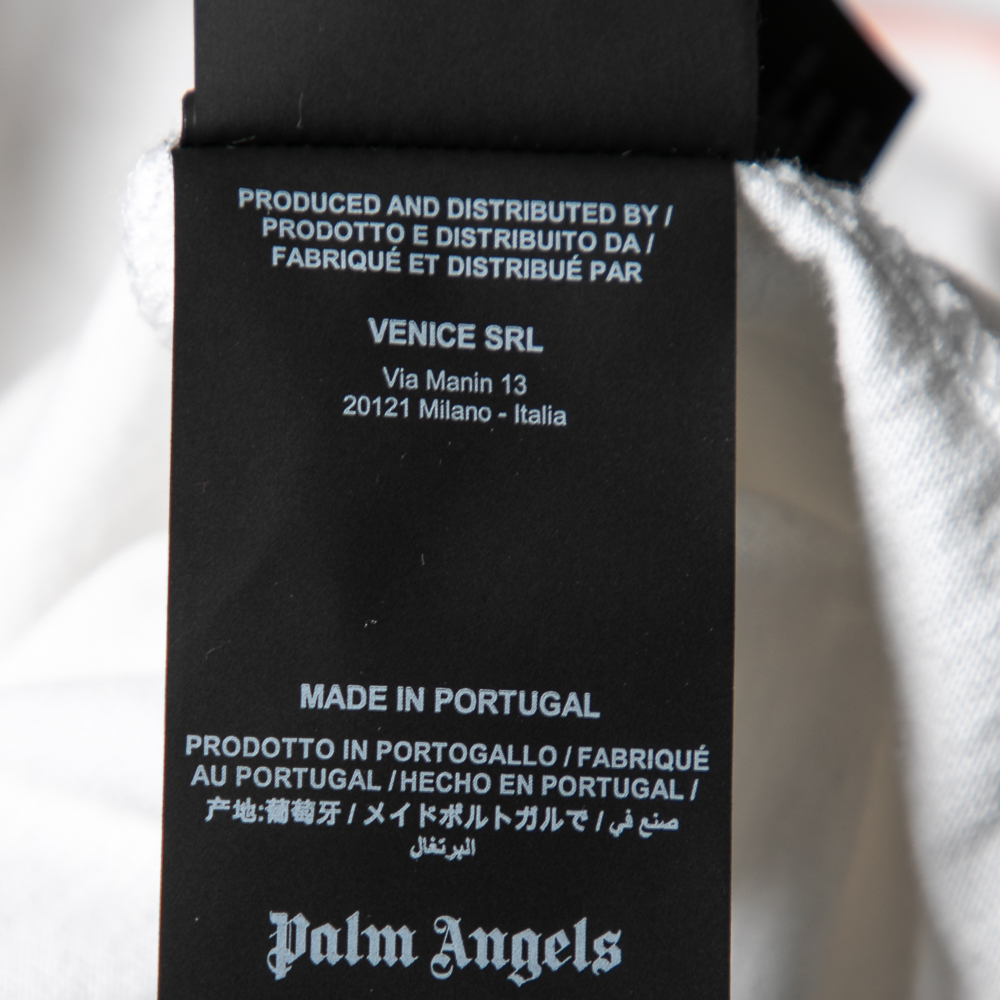 PRODUCED AND DISTRIBUTED BY /
PRODOTTO E DISTRIBUITO DA /
FABRIQUÉ ET DISTRIBUÉ PAR
VENICE SRL
Via Manin 13
20121 Milano - Italia
MADE IN PORTUGAL
PRODOTTO IN PORTOGALLO / FABRIQUÉ
AU PORTUGAL / HECHO EN PORTUGAL /
产地:葡萄牙 / メイドポルトガルで / صنع في
البرتغال
Palm Angels